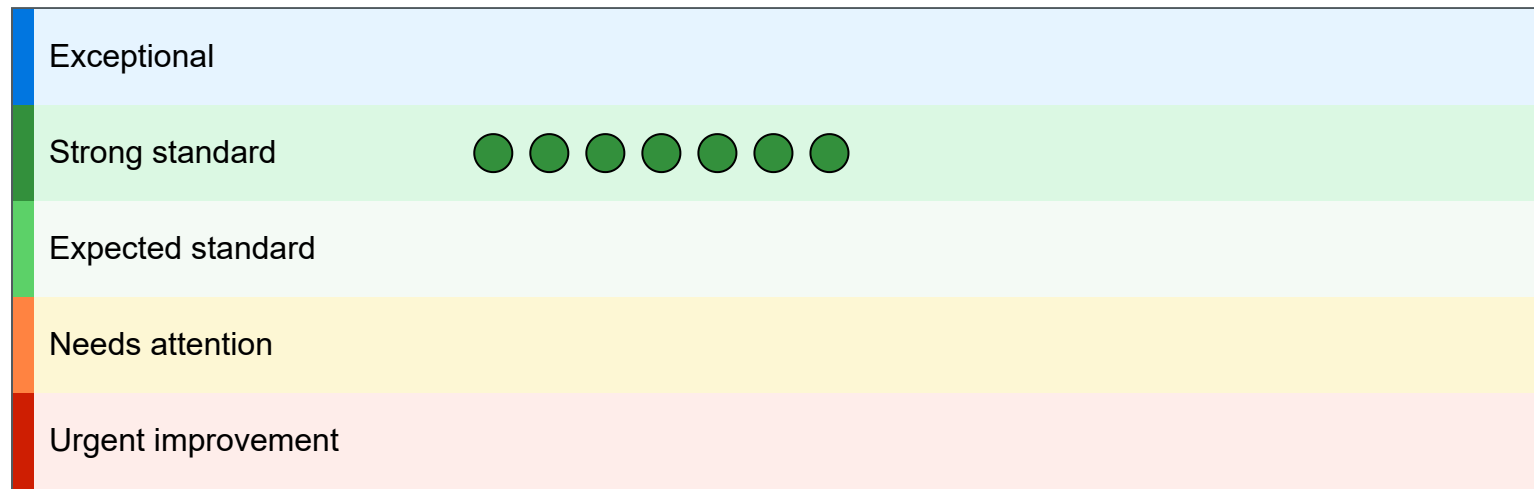 Exceptional
Strong standard
Expected standard
Needs attention
Urgent improvement